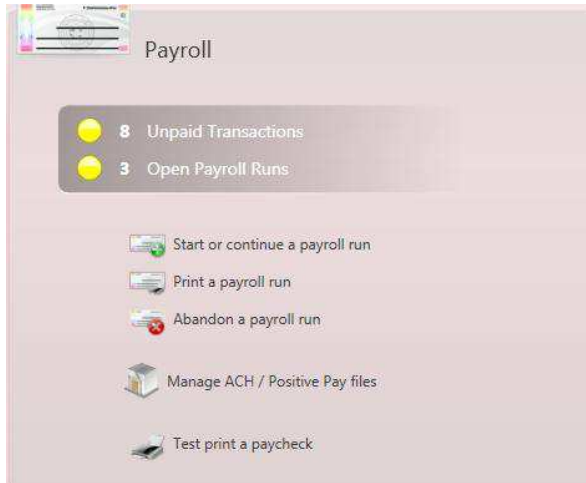 Payroll
8 Unpaid Transactions
3 Open Payroll Runs
Start or continue a payroll run
Print a payroll run
Abandon a payroll run
Manage ACH / Positive Pay files
Test print a paycheck